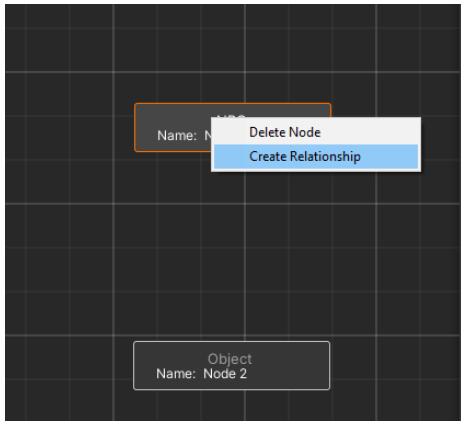 Name:
Delete Node
Create Relationship
Object
Name: Node 2